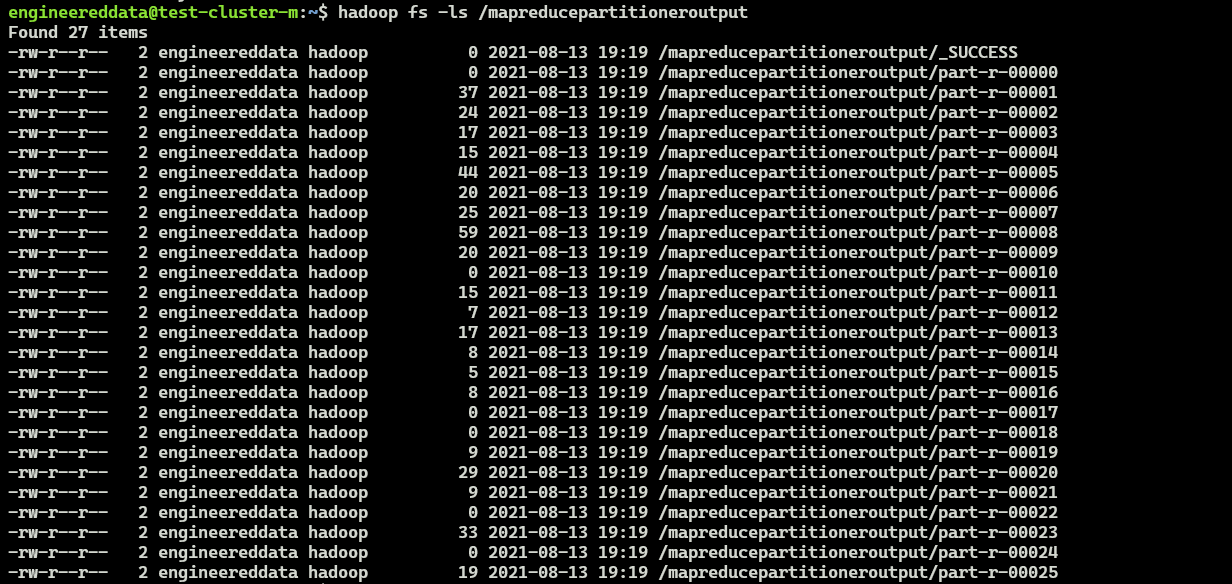 engineereddata@test-cluster-m:~$ hadoop fs -ls /mapreducepartitioneroutput
Found 27 items
-rw-r--r--   2 engineereddata hadoop          0 2021-08-13 19:19 /mapreducepartitioneroutput/_SUCCESS
-rw-r--r--   2 engineereddata hadoop          0 2021-08-13 19:19 /mapreducepartitioneroutput/part-r-00000
-rw-r--r--   2 engineereddata hadoop         37 2021-08-13 19:19 /mapreducepartitioneroutput/part-r-00001
-rw-r--r--   2 engineereddata hadoop         24 2021-08-13 19:19 /mapreducepartitioneroutput/part-r-00002
-rw-r--r--   2 engineereddata hadoop         17 2021-08-13 19:19 /mapreducepartitioneroutput/part-r-00003
-rw-r--r--   2 engineereddata hadoop         15 2021-08-13 19:19 /mapreducepartitioneroutput/part-r-00004
-rw-r--r--   2 engineereddata hadoop         44 2021-08-13 19:19 /mapreducepartitioneroutput/part-r-00005
-rw-r--r--   2 engineereddata hadoop         20 2021-08-13 19:19 /mapreducepartitioneroutput/part-r-00006
-rw-r--r--   2 engineereddata hadoop         25 2021-08-13 19:19 /mapreducepartitioneroutput/part-r-00007
-rw-r--r--   2 engineereddata hadoop         59 2021-08-13 19:19 /mapreducepartitioneroutput/part-r-00008
-rw-r--r--   2 engineereddata hadoop         20 2021-08-13 19:19 /mapreducepartitioneroutput/part-r-00009
-rw-r--r--   2 engineereddata hadoop          0 2021-08-13 19:19 /mapreducepartitioneroutput/part-r-00010
-rw-r--r--   2 engineereddata hadoop         15 2021-08-13 19:19 /mapreducepartitioneroutput/part-r-00011
-rw-r--r--   2 engineereddata hadoop          7 2021-08-13 19:19 /mapreducepartitioneroutput/part-r-00012
-rw-r--r--   2 engineereddata hadoop         17 2021-08-13 19:19 /mapreducepartitioneroutput/part-r-00013
-rw-r--r--   2 engineereddata hadoop          8 2021-08-13 19:19 /mapreducepartitioneroutput/part-r-00014
-rw-r--r--   2 engineereddata hadoop          5 2021-08-13 19:19 /mapreducepartitioneroutput/part-r-00015
-rw-r--r--   2 engineereddata hadoop          8 2021-08-13 19:19 /mapreducepartitioneroutput/part-r-00016
-rw-r--r--   2 engineereddata hadoop          0 2021-08-13 19:19 /mapreducepartitioneroutput/part-r-00017
-rw-r--r--   2 engineereddata hadoop          0 2021-08-13 19:19 /mapreducepartitioneroutput/part-r-00018
-rw-r--r--   2 engineereddata hadoop          9 2021-08-13 19:19 /mapreducepartitioneroutput/part-r-00019
-rw-r--r--   2 engineereddata hadoop         29 2021-08-13 19:19 /mapreducepartitioneroutput/part-r-00020
-rw-r--r--   2 engineereddata hadoop          9 2021-08-13 19:19 /mapreducepartitioneroutput/part-r-00021
-rw-r--r--   2 engineereddata hadoop          0 2021-08-13 19:19 /mapreducepartitioneroutput/part-r-00022
-rw-r--r--   2 engineereddata hadoop         33 2021-08-13 19:19 /mapreducepartitioneroutput/part-r-00023
-rw-r--r--   2 engineereddata hadoop          0 2021-08-13 19:19 /mapreducepartitioneroutput/part-r-00024
-rw-r--r--   2 engineereddata hadoop         19 2021-08-13 19:19 /mapreducepartitioneroutput/part-r-00025